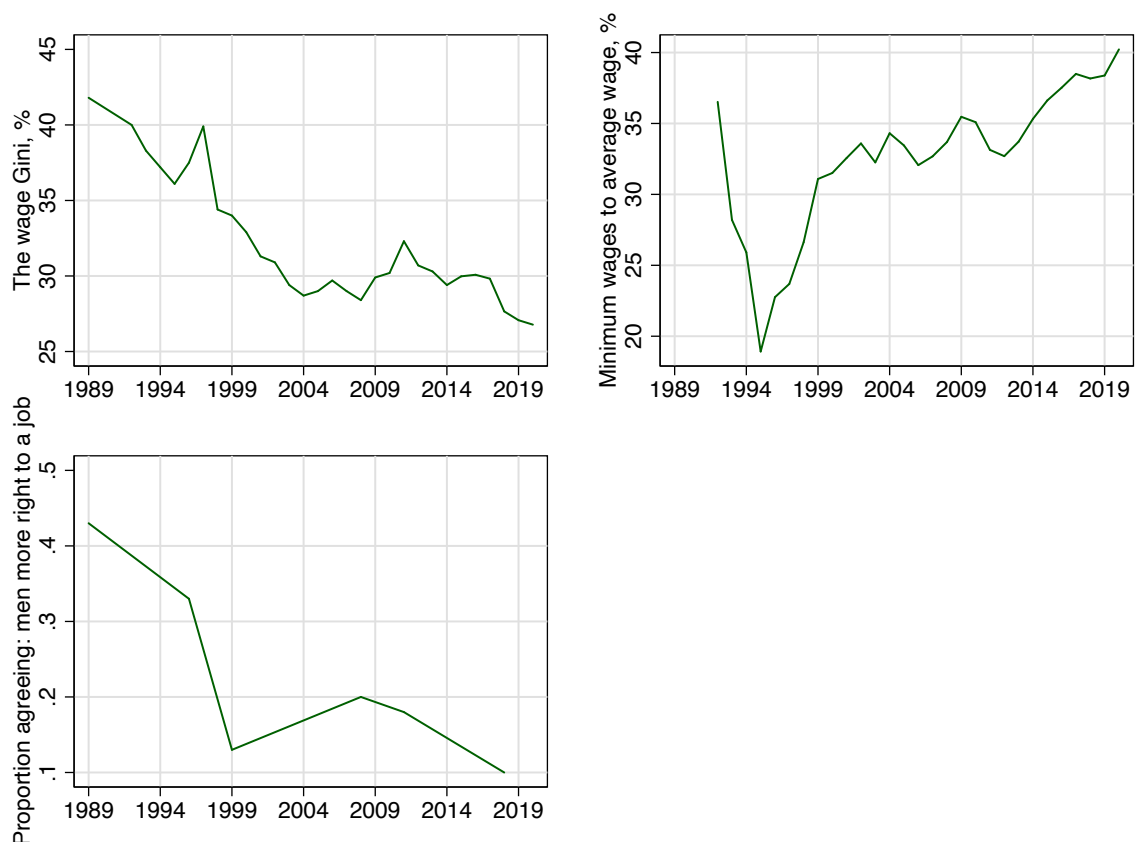 The wage Gini, %
45
40
35
30
25
1989 1994 1999 2004 2009 2014 2019
Minimum wages to average wage, %
40
35
30
25
20
1989 1994 1999 2004 2009 2014 2019
Proportion agreeing: men more right to a job
.5
.4
.3
.2
.1
1989 1994 1999 2004 2009 2014 2019